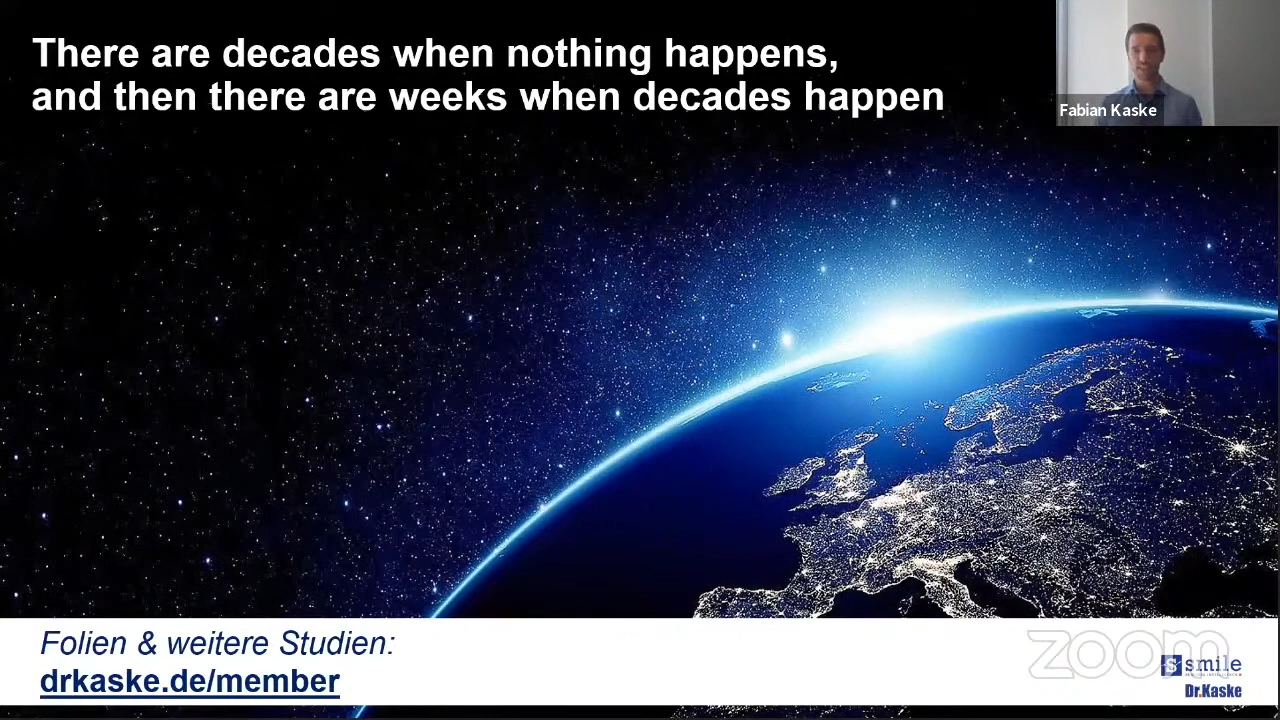 There are decades when nothing happens,
and then there are weeks when decades happen
Fabian Kaske
Folien & weitere Studien:
drkaske.de/member
zoom
smile
Dr.Kaske